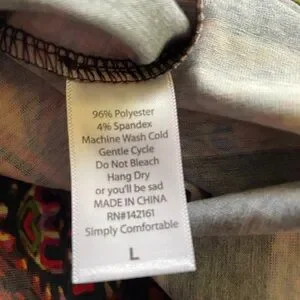 96% Polyester
4% Spandex
Machine Wash Cold
Gentle Cycle
Do Not Bleach
Hang Dry
or you'll be sad
MADE IN CHINA
RN#142161
Simply Comfortable
L